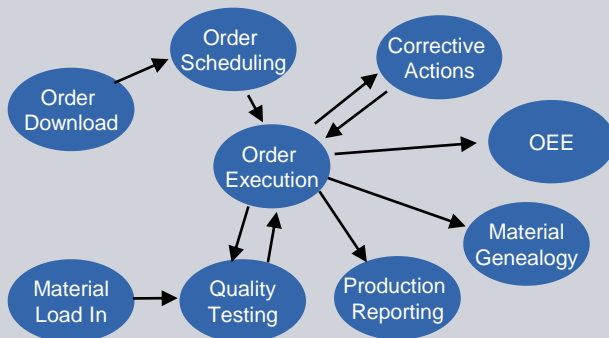 Order
Scheduling
Corrective
Actions
Order
Download
OEE
Order
Execution
Material
Genealogy
Material
Load In
Quality
Testing
Production
Reporting